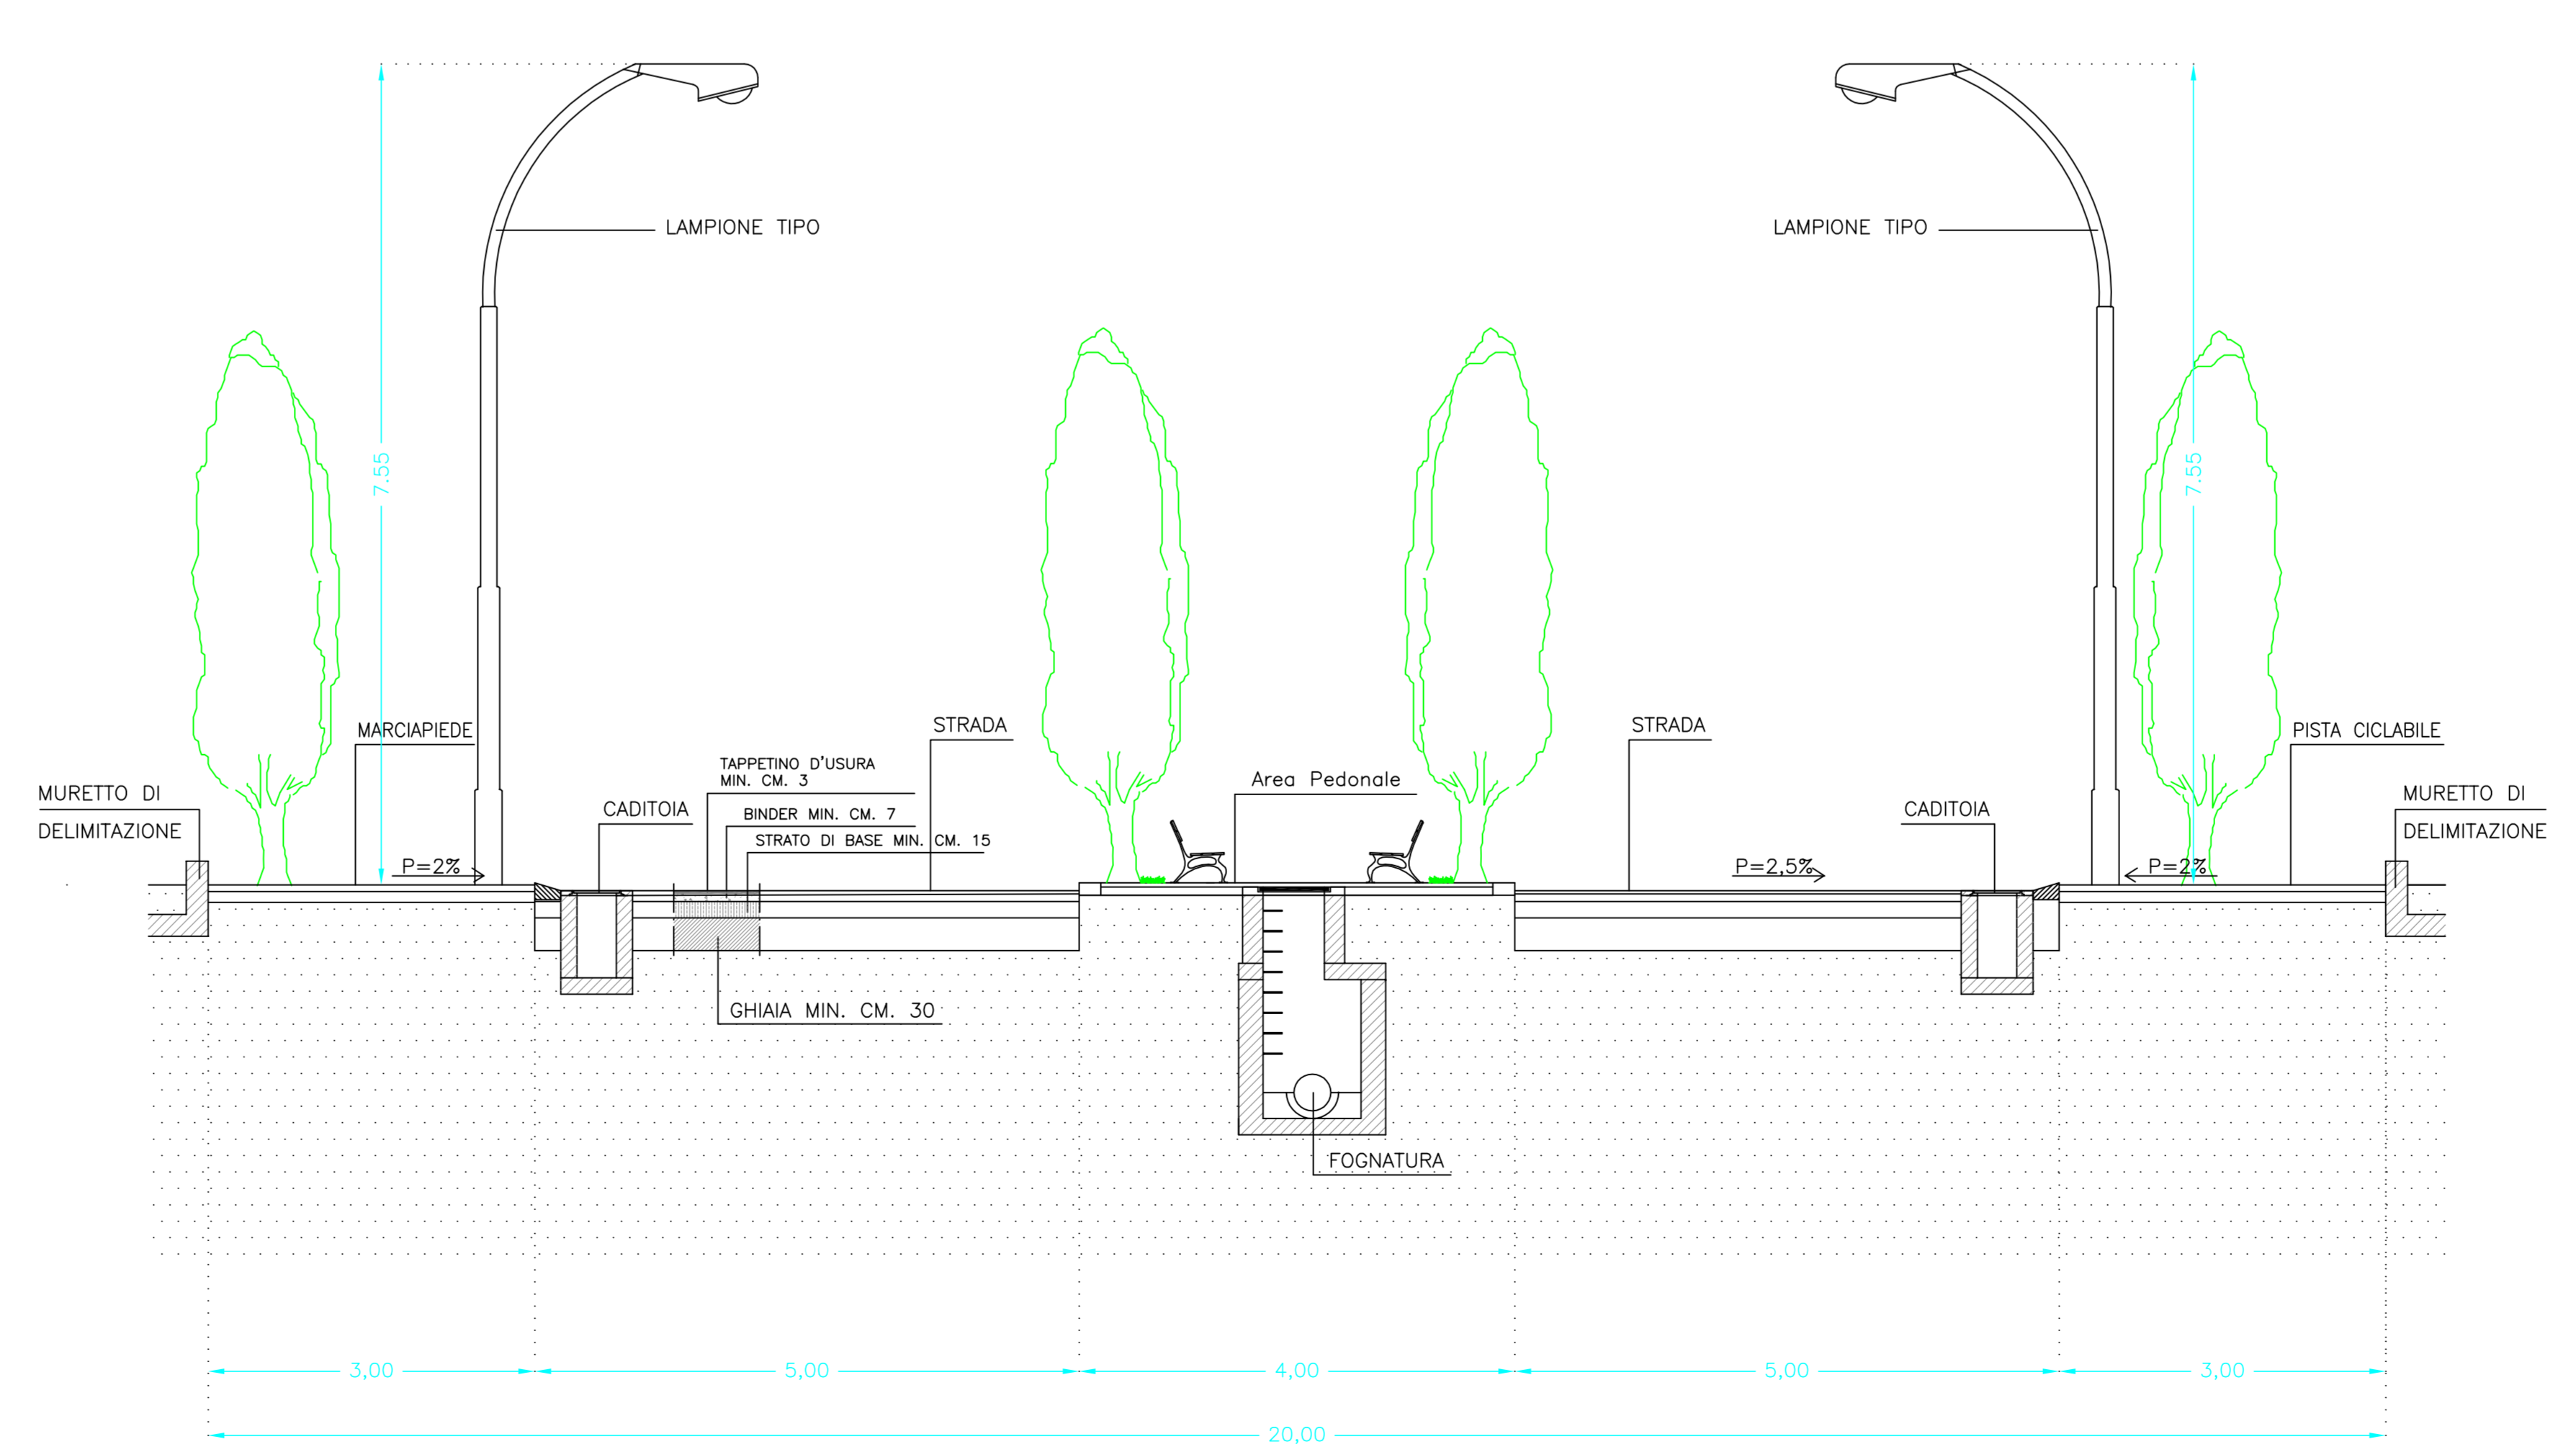 LAMPIONE TIPO
LAMPIONE TIPO
7.55
7.55
MARCIAPIEDE
STRADA
STRADA
PISTA CICLABILE
TAPPETINO D'USURA
MIN. CM. 3
Area Pedonale
MURETTO DI
DELIMITAZIONE
CADITOIA
BINDER MIN. CM. 7
STRATO DI BASE MIN. CM. 15
CADITOIA
MURETTO DI
DELIMITAZIONE
P=2%
P=2,5%
P=2%
GHIAIA MIN. CM. 30
FOGNATURA
3,00
5,00
4,00
5,00
3,00
20,00